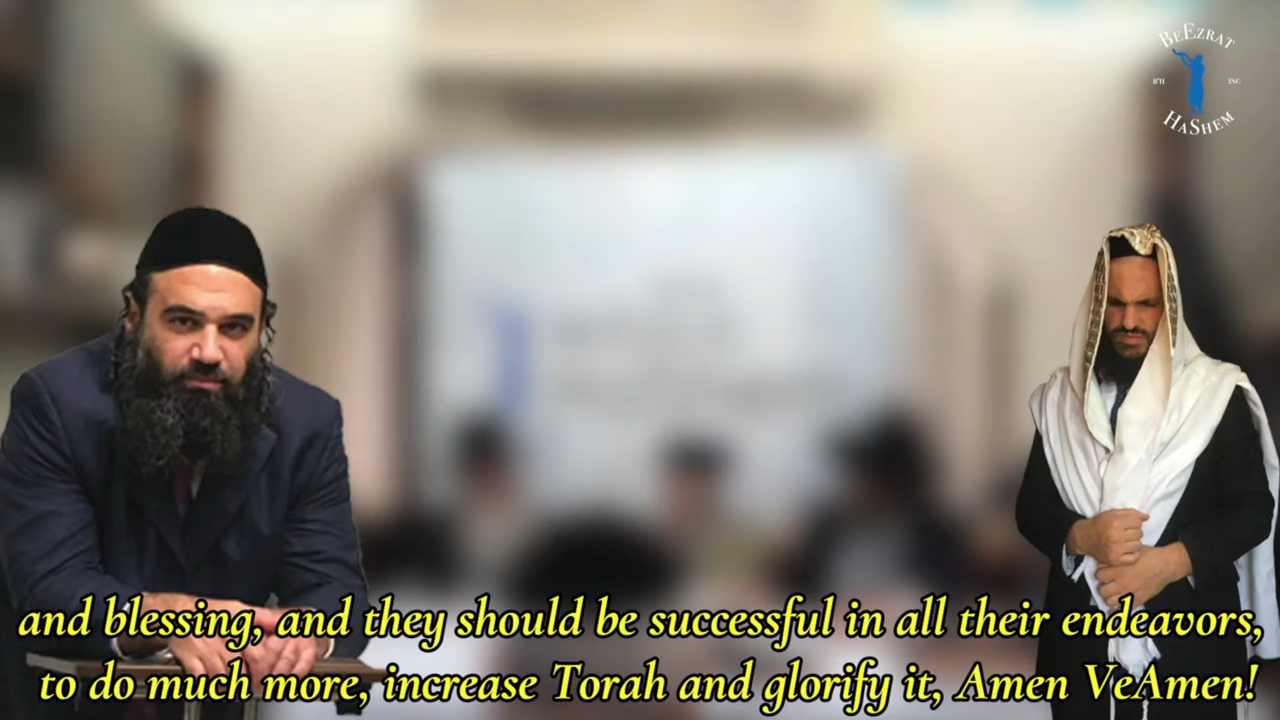 BeEzrat
B'H INC
HaShem
and blessing, and they should be successful in all their endeavors,
to do much more, increase Torah and glorify it, Amen VeAmen!